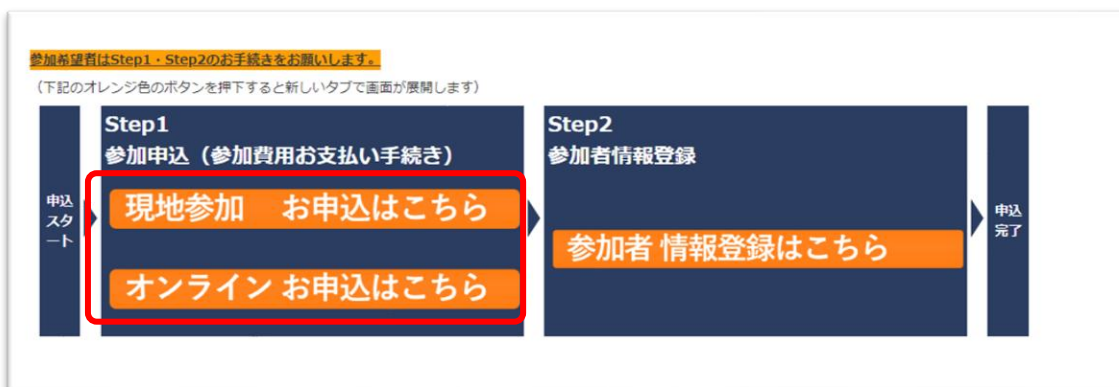 参加希望者はStep1・Step2のお手続きをお願いします。
（下記のオレンジ色のボタンを押下すると新しいタブで画面が展開します）
申込
スタ
ート
Step1
参加申込（参加費用お支払い手続き）
現地参加　お申込はこちら
オンライン お申込はこちら
Step2
参加者情報登録
参加者 情報登録はこちら
申込
完了